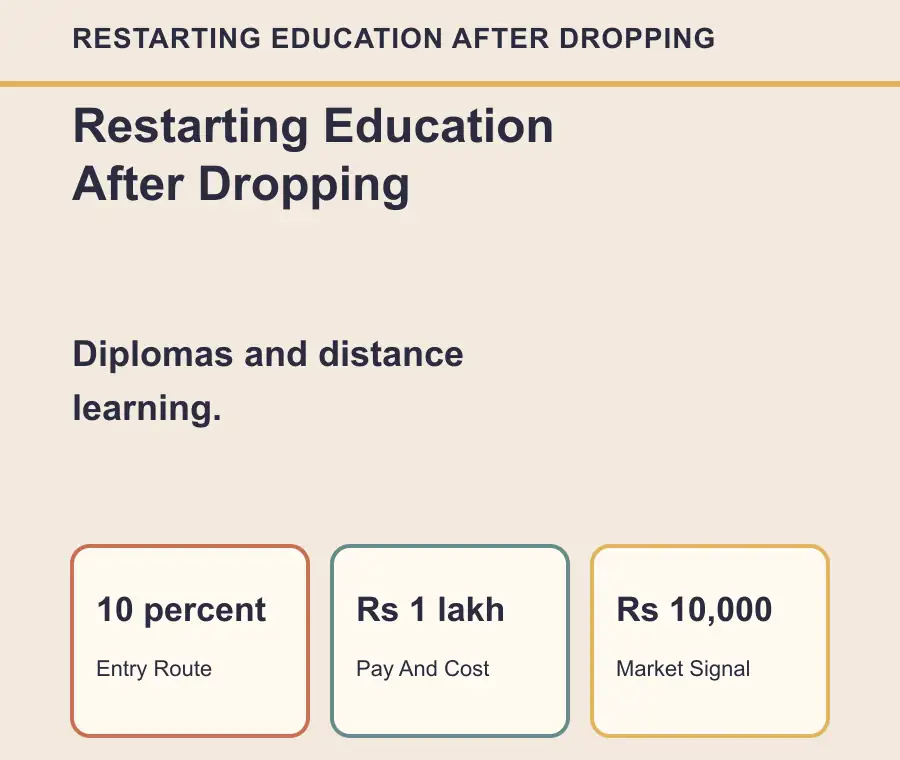 RESTARTING EDUCATION AFTER DROPPING
Restarting Education
After Dropping
Diplomas and distance
learning.
10 percent
Entry Route
Rs 1 lakh
Pay And Cost
Rs 10,000
Market Signal